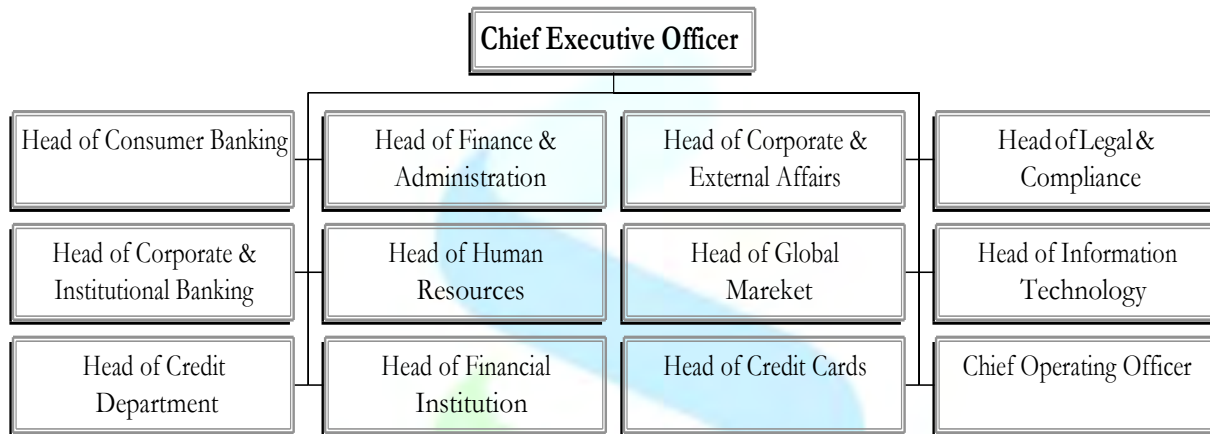 Chief Executive Officer
Head of Consumer Banking
Head of Finance &
Administration
Head of Corporate &
External Affairs
Head of Legal &
Compliance
Head of Corporate &
Institutional Banking
Head of Human
Resources
Head of Global
Mareket
Head of Information
Technology
Head of Credit
Department
Head of Financial
Institution
Head of Credit Cards
Chief Operating Officer